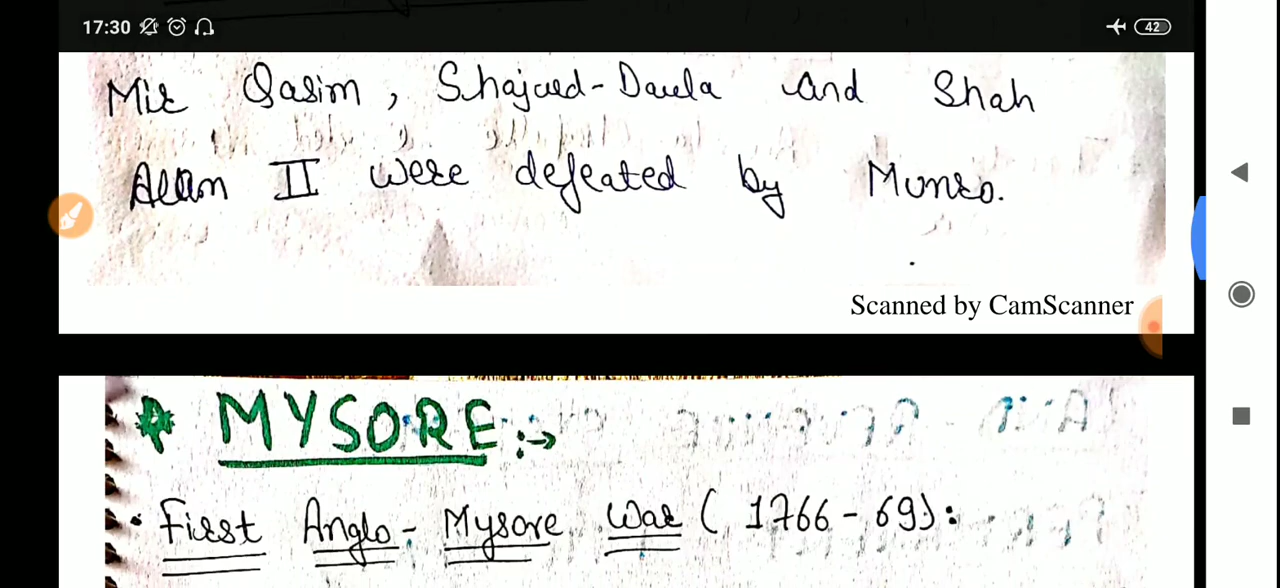 17:30
42
Mir Qasim, Shajaud-Daula and Shah
Alam II were defeated by Munro.
Scanned by CamScanner
* MYSORE:→
• First Anglo-Mysore War (1766-69):